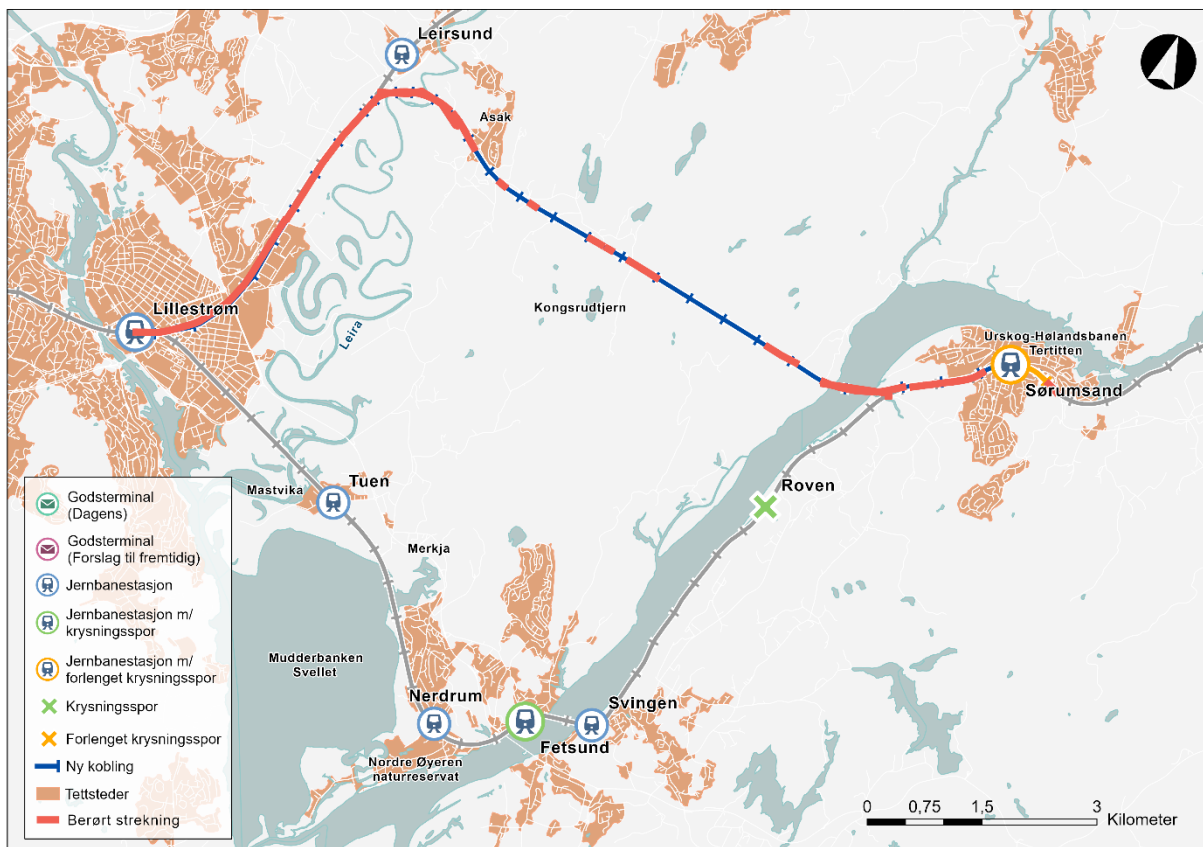 Leirsund
Asak
Lillestrøm
Leira
Kongsrudtjern
Urskog-Hølandsbanen
Tertitten
Sørumsand
Tuen
Mastvika
Roven
Merkja
Mudderbanken
Svellet
Nerdrum
Svingen
Fetsund
Nordre Øyeren
naturreservat
Godsterminal
(Dagens)
Godsterminal
(Forslag til fremtidig)
Jernbanestasjon
Jernbanestasjon m/
krysningsspor
Jernbanestasjon m/
forlenget krysningsspor
Krysningsspor
Forlenget krysningsspor
Ny kobling
Tettsteder
Berørt strekning
0 0,75 1,5 3
Kilometer